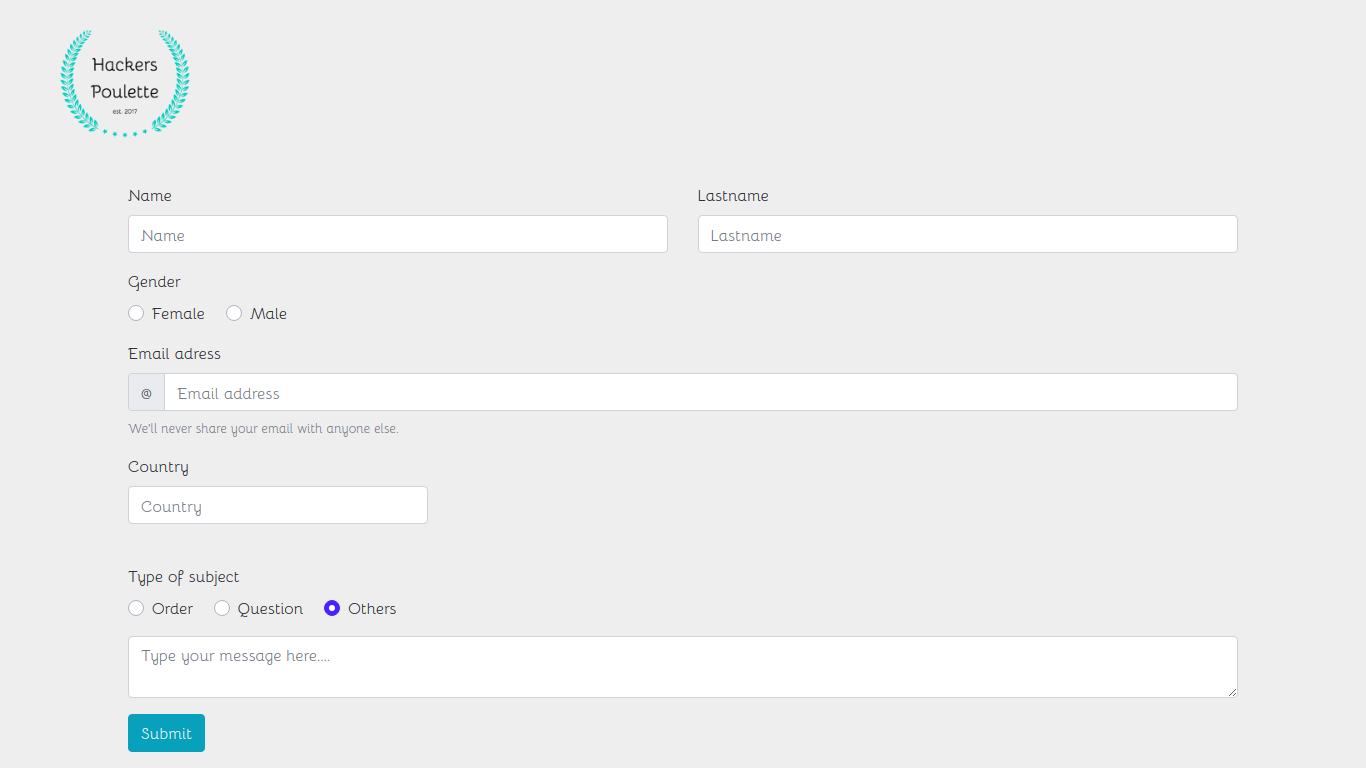 Hackers
Poulette
est. 2017
Name Lastname
Name Lastname
Gender
Female Male
Email adress
@ Email address
We'll never share your email with anyone else.
Country
Country
Type of subject
Order Question Others
Type your message here....
Submit